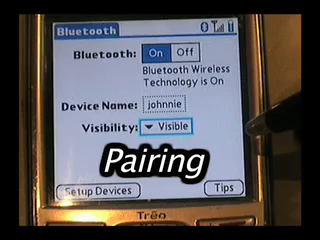 Bluetooth
Bluetooth: On Off
Bluetooth Wireless
Technology is On
Device Name: johnnie
Visibility: Visible
Pairing
Setup Devices Tips
Treo